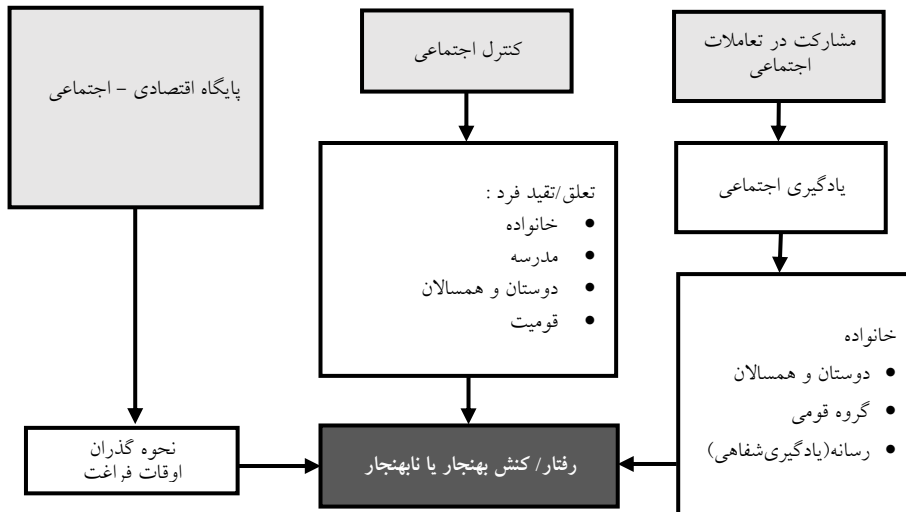 مشارکت در تعاملات
اجتماعی
یادگیری اجتماعی
خانواده
• دوستان و همسالان
• گروه قومی
• رسانه(یادگیری‌شفاهی)
کنترل اجتماعی
تعلق/تقید فرد :
• خانواده
• مدرسه
• دوستان و همسالان
• قومیت
پایگاه اقتصادی – اجتماعی
نحوه گذران
اوقات فراغت
رفتار/ کنش بهنجار یا نابهنجار